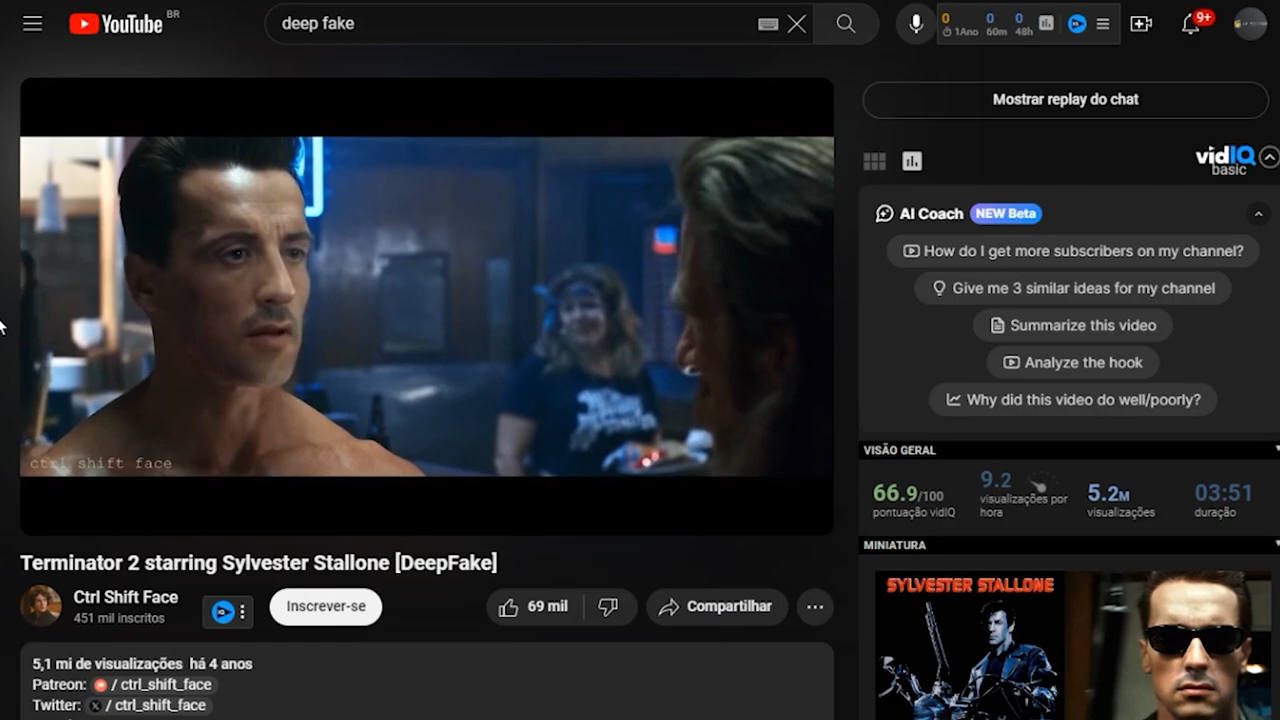 YouTube BR
deep fake
0 0 0
1Ano 60m 48h
9+
Mostrar replay do chat
vidIQ
basic
AI Coach NEW Beta
How do I get more subscribers on my channel?
Give me 3 similar ideas for my channel
Summarize this video
Analyze the hook
Why did this video do well/poorly?
ctrl shift face
VISÃO GERAL
66.9/100
pontuação vidIQ
9.2
visualizações por
hora
5.2M
visualizações
03:51
duração
MINIATURA
SYLVESTER STALLONE
Terminator 2 starring Sylvester Stallone [DeepFake]
Ctrl Shift Face
451 mil inscritos
Inscrever-se
69 mil
Compartilhar
5,1 mi de visualizações há 4 anos
Patreon: / ctrl_shift_face
Twitter: X / ctrl_shift_face